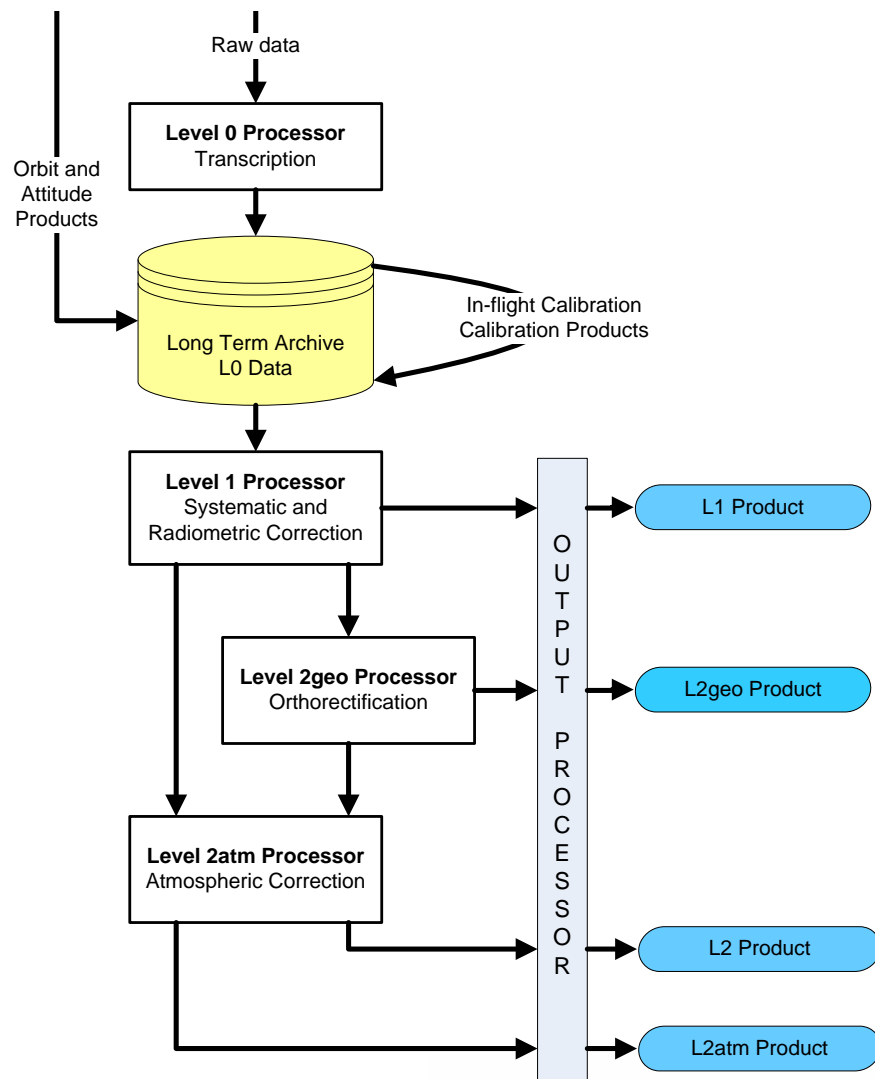 Raw data
Level 0 Processor
Transcription
Orbit and
Attitude
Products
In-flight Calibration
Calibration Products
Long Term Archive
L0 Data
Level 1 Processor
Systematic and
Radiometric Correction
L1 Product
OUTPUT PROCESSOR
Level 2geo Processor
Orthorectification
L2geo Product
Level 2atm Processor
Atmospheric Correction
L2 Product
L2atm Product